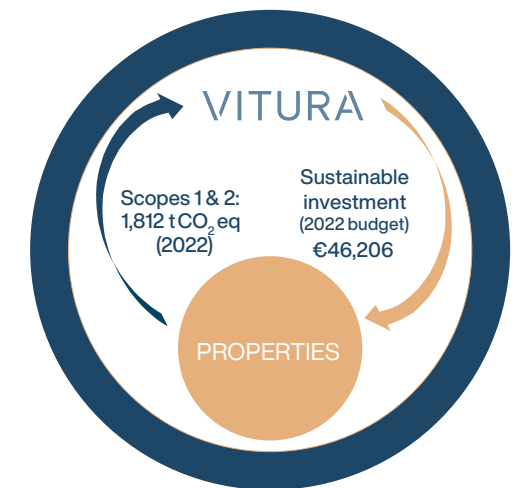 VITURA
Scopes 1 & 2:
1,812 t CO₂ eq
(2022)
Sustainable
investment
(2022 budget)
€46,206
PROPERTIES